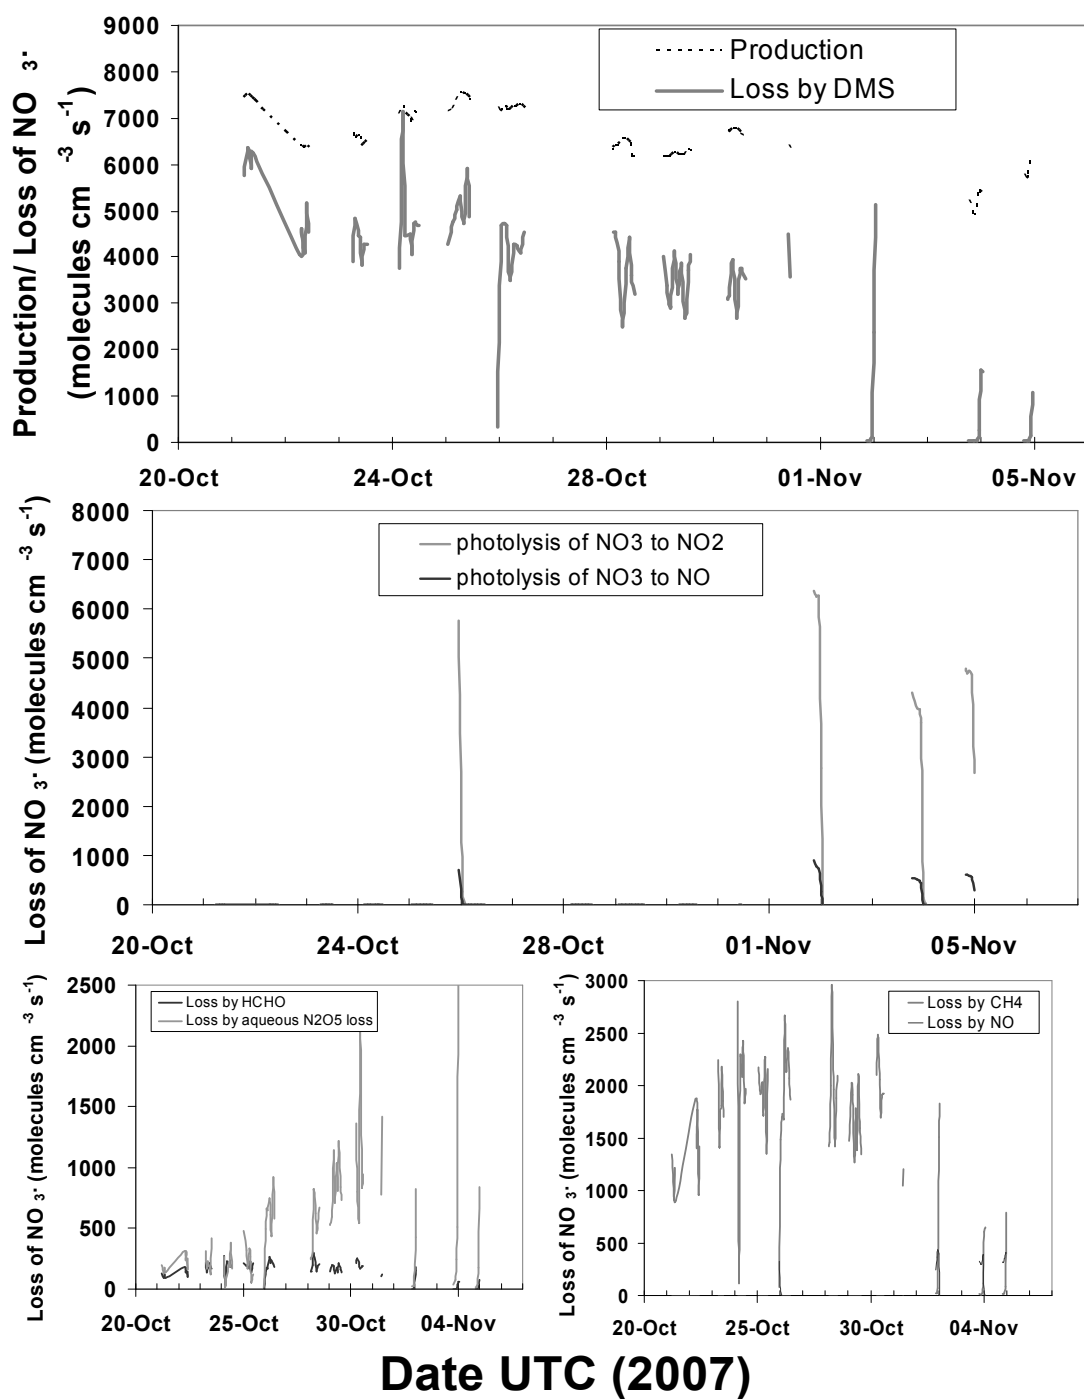 Production/ Loss of NO 3·
(molecules cm -3 s-1)
9000
8000
7000
6000
5000
4000
3000
2000
1000
0
Production
Loss by DMS
20-Oct 24-Oct 28-Oct 01-Nov 05-Nov
Loss of NO 3· (molecules cm -3 s-1)
8000
7000
6000
5000
4000
3000
2000
1000
0
photolysis of NO3 to NO2
photolysis of NO3 to NO
20-Oct 24-Oct 28-Oct 01-Nov 05-Nov
Loss of NO 3· (molecules cm -3 s-1)
2500
2000
1500
1000
500
0
Loss by HCHO
Loss by aqueous N2O5 loss
20-Oct 25-Oct 30-Oct 04-Nov
Loss of NO 3· (molecules cm -3 s-1)
3000
2500
2000
1500
1000
500
0
Loss by CH4
Loss by NO
20-Oct 25-Oct 30-Oct 04-Nov
Date UTC (2007)